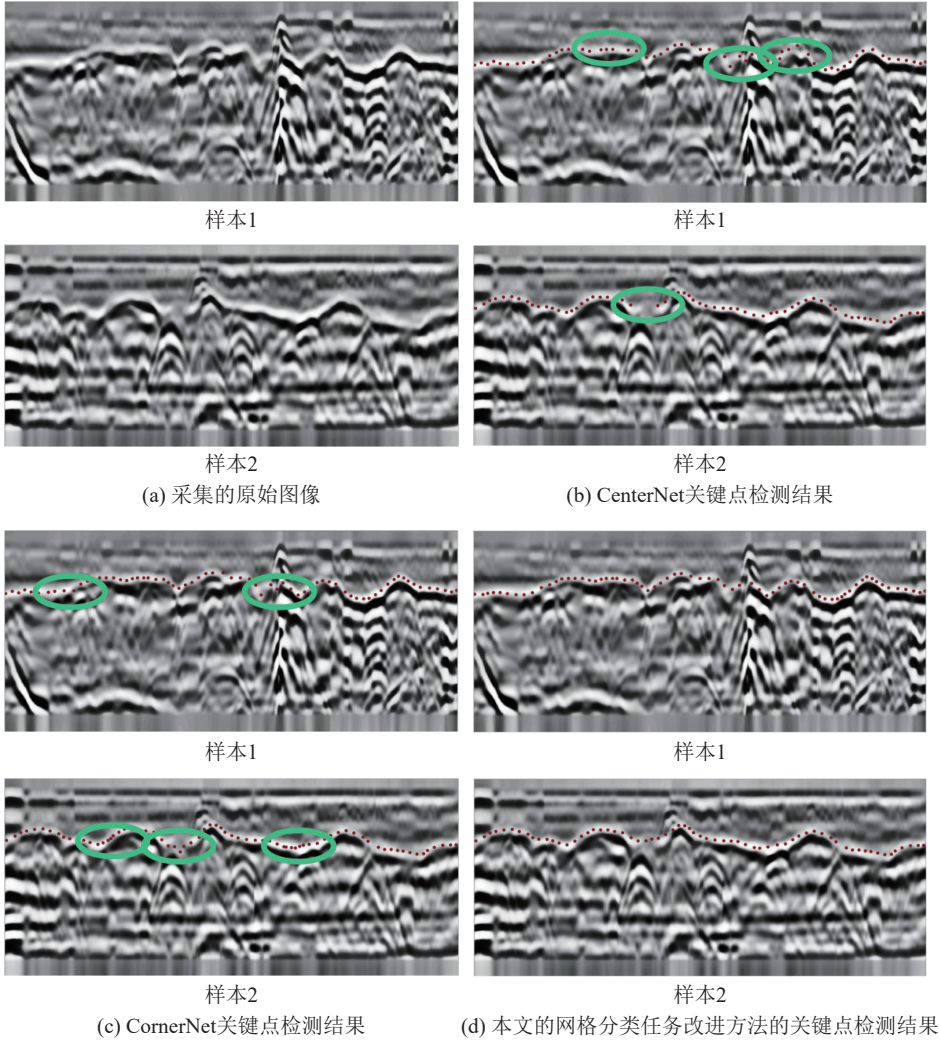 样本1
样本1
样本2
样本2
(a) 采集的原始图像
(b) CenterNet关键点检测结果
样本1
样本1
样本2
样本2
(c) CornerNet关键点检测结果
(d) 本文的网格分类任务改进方法的关键点检测结果